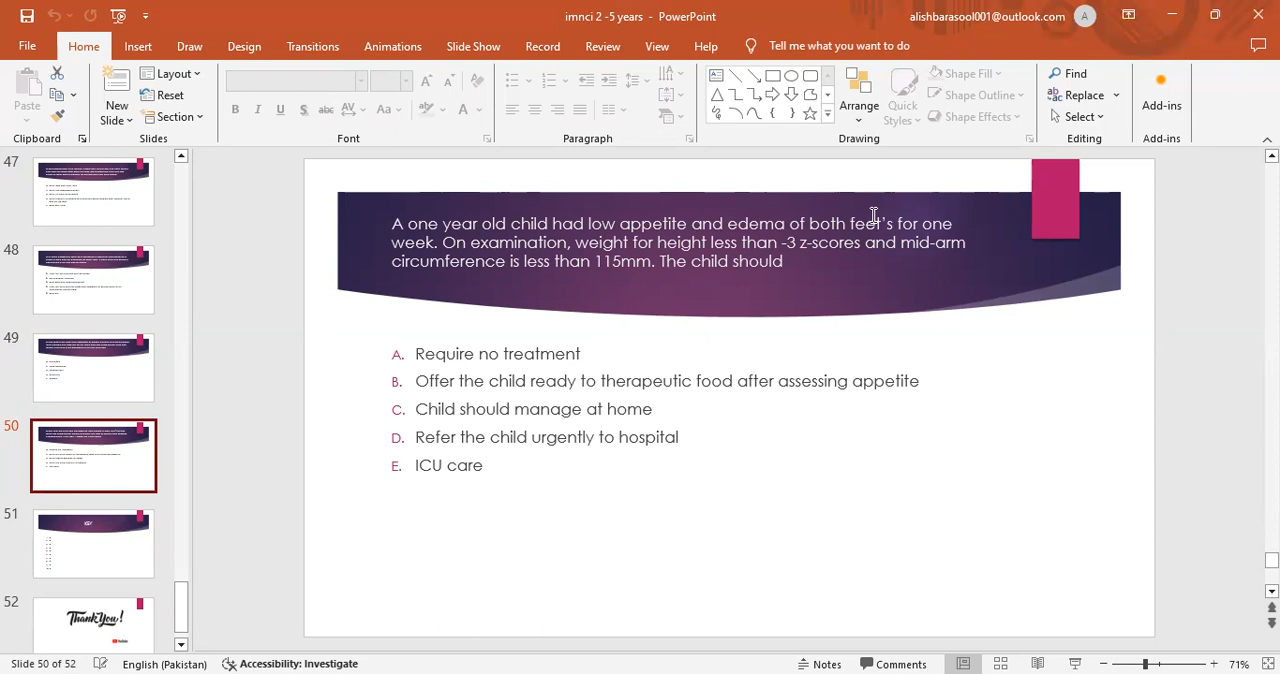 imnci 2 -5 years - PowerPoint
alishbarasool001@outlook.com
A
File Home Insert Draw Design Transitions Animations Slide Show Record Review View Help Tell me what you want to do
Paste
New Slide
Layout
Reset
Section
B I U S abc AV Aa A
Arrange
Quick Styles
Shape Fill
Shape Outline
Shape Effects
Find
Replace
Select
Add-ins
Clipboard Slides Font Paragraph Drawing Editing Add-ins
47
48
49
50
51
52
Thank You!
A one year old child had low appetite and edema of both feet's for one
week. On examination, weight for height less than -3 z-scores and mid-arm
circumference is less than 115mm. The child should
A. Require no treatment
B. Offer the child ready to therapeutic food after assessing appetite
C. Child should manage at home
D. Refer the child urgently to hospital
E. ICU care
Slide 50 of 52 English (Pakistan) Accessibility: Investigate Notes Comments 71%